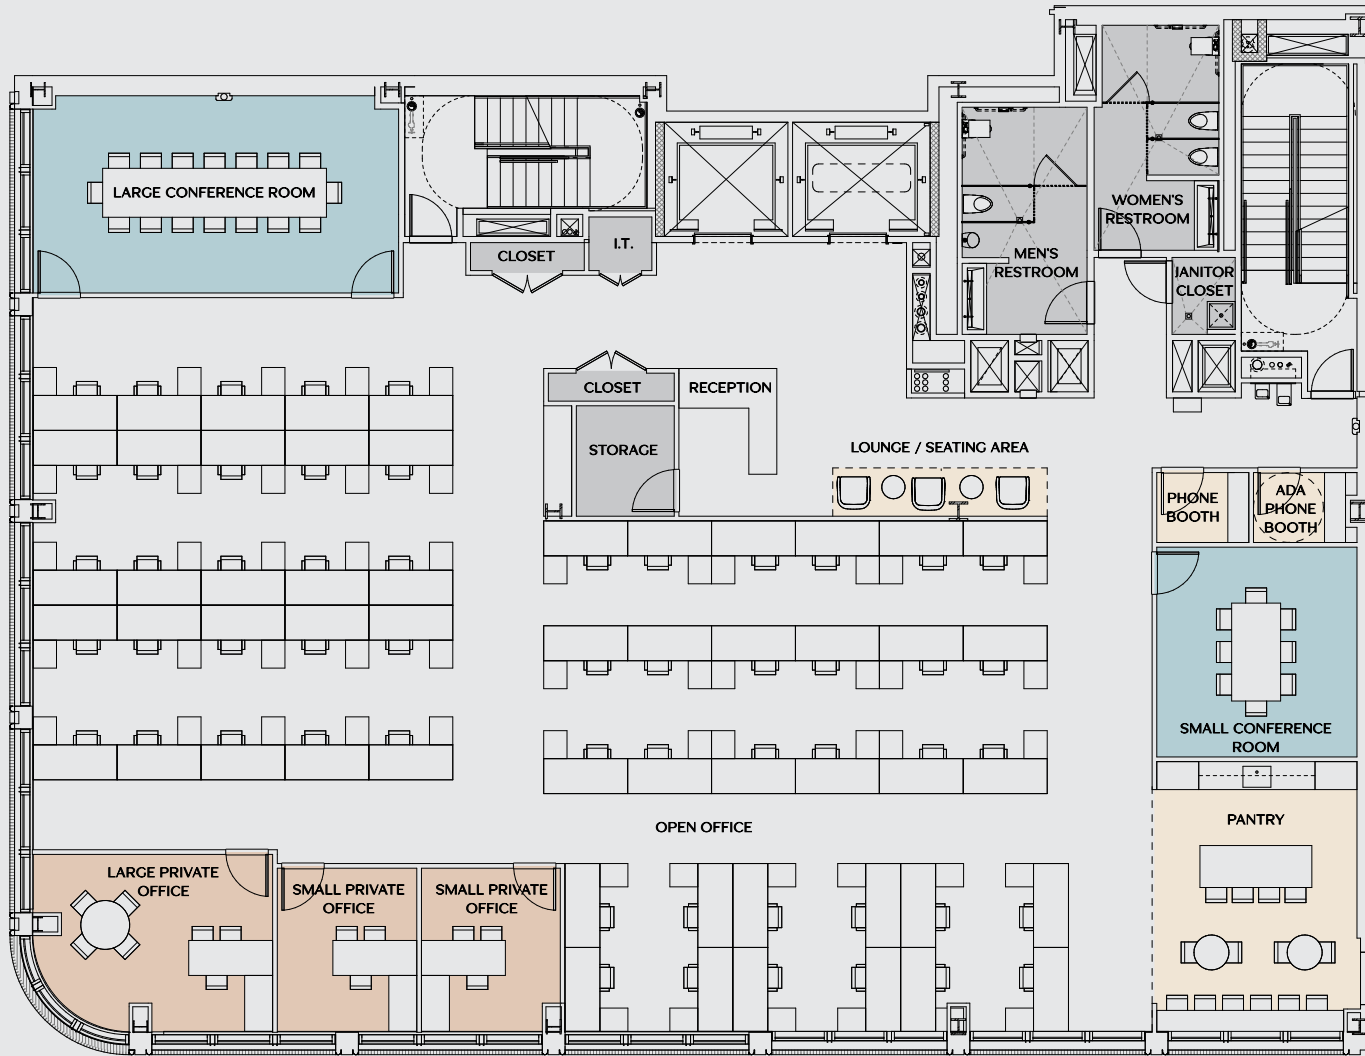 LARGE CONFERENCE ROOM
CLOSET
I.T.
MEN'S
RESTROOM
WOMEN'S
RESTROOM
JANITOR
CLOSET
CLOSET
RECEPTION
STORAGE
LOUNGE / SEATING AREA
PHONE
BOOTH
ADA
PHONE
BOOTH
SMALL CONFERENCE
ROOM
OPEN OFFICE
PANTRY
LARGE PRIVATE
OFFICE
SMALL PRIVATE
OFFICE
SMALL PRIVATE
OFFICE